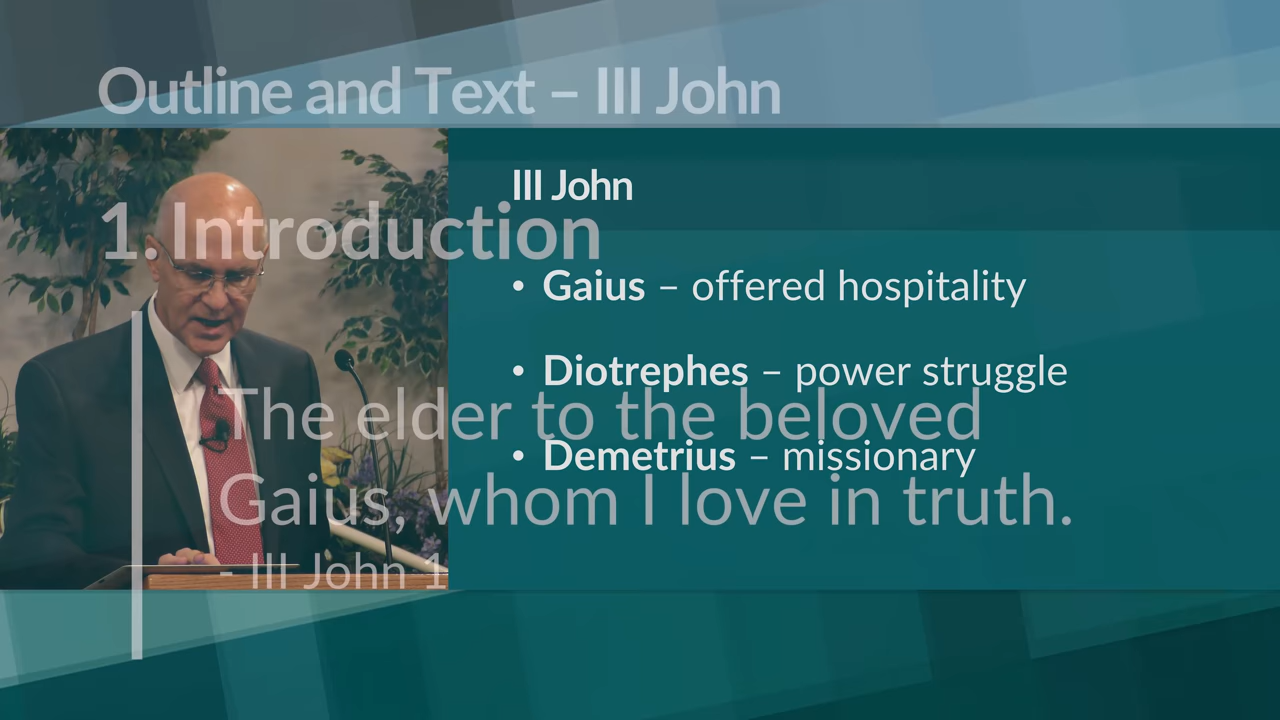 Outline and Text – III John
1. Introduction
The elder to the beloved
Gaius, whom I love in truth.
- III John 1
III John
• Gaius – offered hospitality
• Diotrephes – power struggle
• Demetrius – missionary